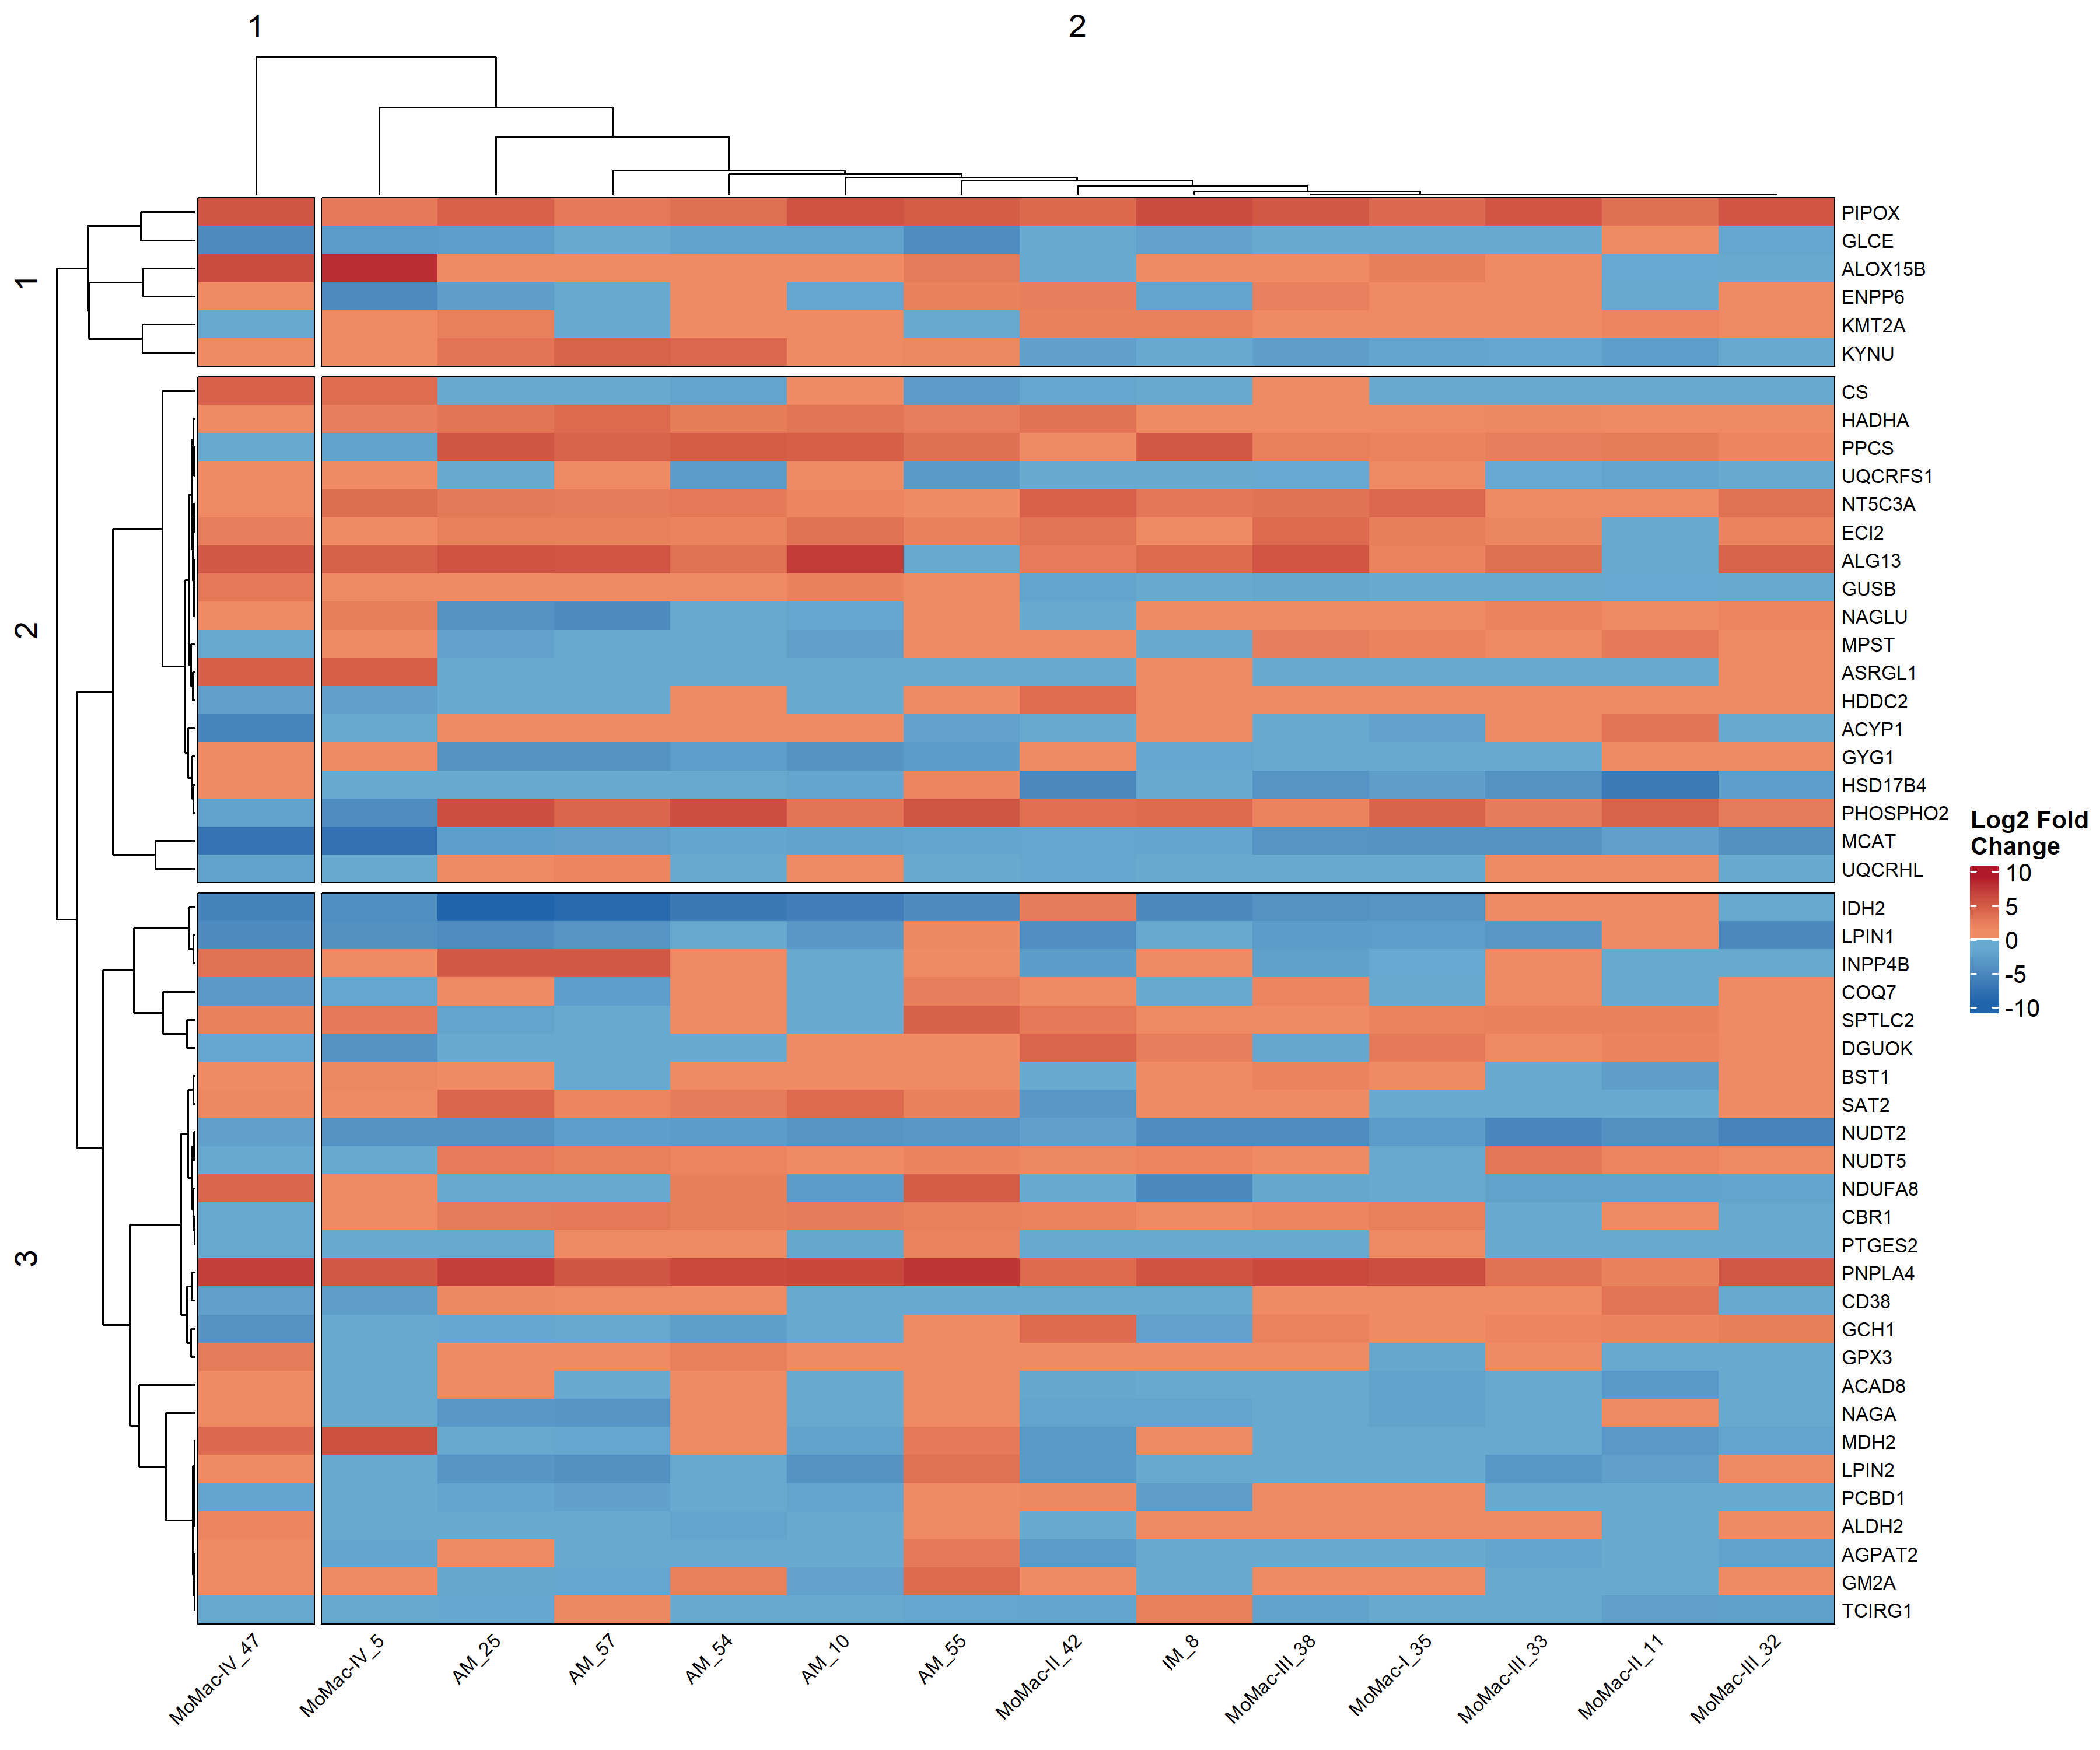 1
2
1
2
3
PIPOX
GLCE
ALOX15B
ENPP6
KMT2A
KYNU
CS
HADHA
PPCS
UQCRFS1
NT5C3A
ECI2
ALG13
GUSB
NAGLU
MPST
ASRGL1
HDDC2
ACYP1
GYG1
HSD17B4
PHOSPHO2
MCAT
UQCRHL
IDH2
LPIN1
INPP4B
COQ7
SPTLC2
DGUOK
BST1
SAT2
NUDT2
NUDT5
NDUFA8
CBR1
PTGES2
PNPLA4
CD38
GCH1
GPX3
ACAD8
NAGA
MDH2
LPIN2
PCBD1
ALDH2
AGPAT2
GM2A
TCIRG1
MoMac-IV_47
MoMac-IV_5
AM_25
AM_57
AM_54
AM_10
AM_55
MoMac-II_42
IM_8
MoMac-III_38
MoMac-I_35
MoMac-III_33
MoMac-II_11
MoMac-III_32
Log2 Fold
Change
10
5
0
-5
-10